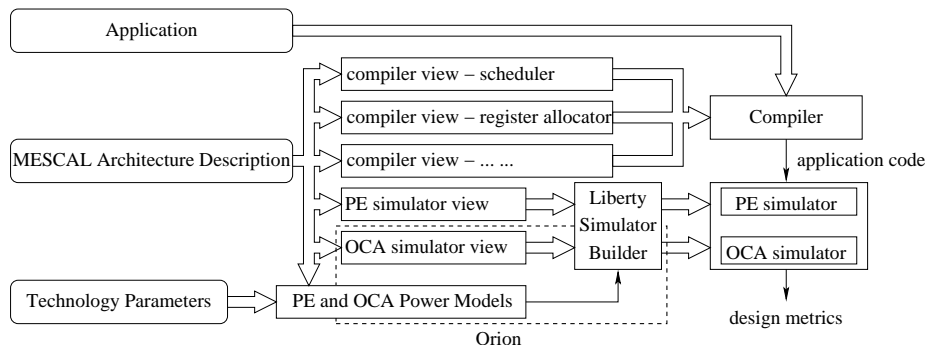 Application
compiler view – scheduler
compiler view – register allocator
Compiler
MESCAL Architecture Description
compiler view – ... ...
application code
PE simulator view
Liberty
Simulator
Builder
PE simulator
OCA simulator view
OCA simulator
Technology Parameters
PE and OCA Power Models
design metrics
Orion